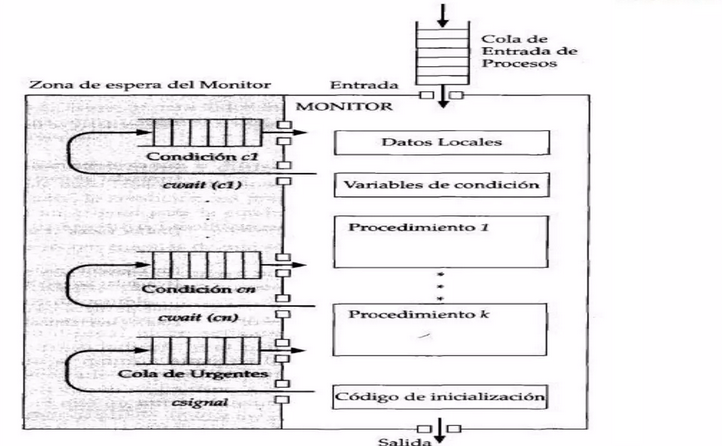 Cola de
Entrada de
Procesos
Zona de espera del Monitor
Entrada
MONITOR
Datos Locales
Condición c1
cwait (c1)
Variables de condición
Procedimiento 1
Condición cn
cwait (cn)
Procedimiento k
Cola de Urgentes
csignal
Código de inicialización
Salida